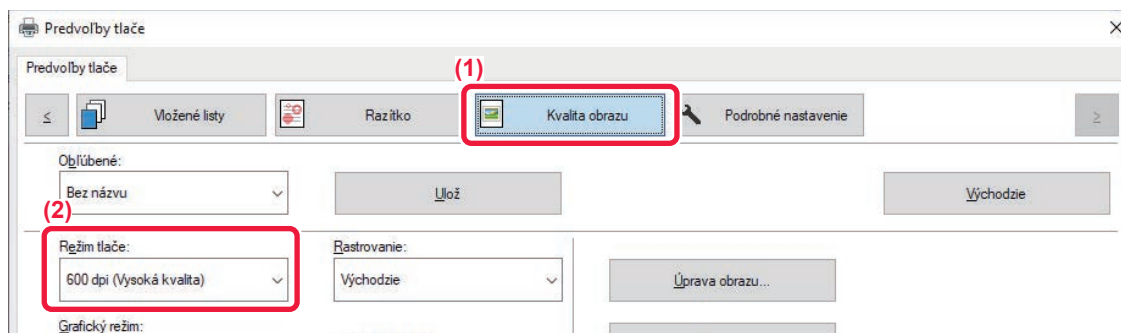 Predvoľby tlače
Predvoľby tlače
(1)
< Vložené listy Razítko Kvalita obrazu Podrobné nastavenie >
Obľúbené:
Bez názvu Ulož Východzie
(2)
Režim tlače: Rastrovanie:
600 dpi (Vysoká kvalita) Východzie Úprava obrazu...
Grafický režim: